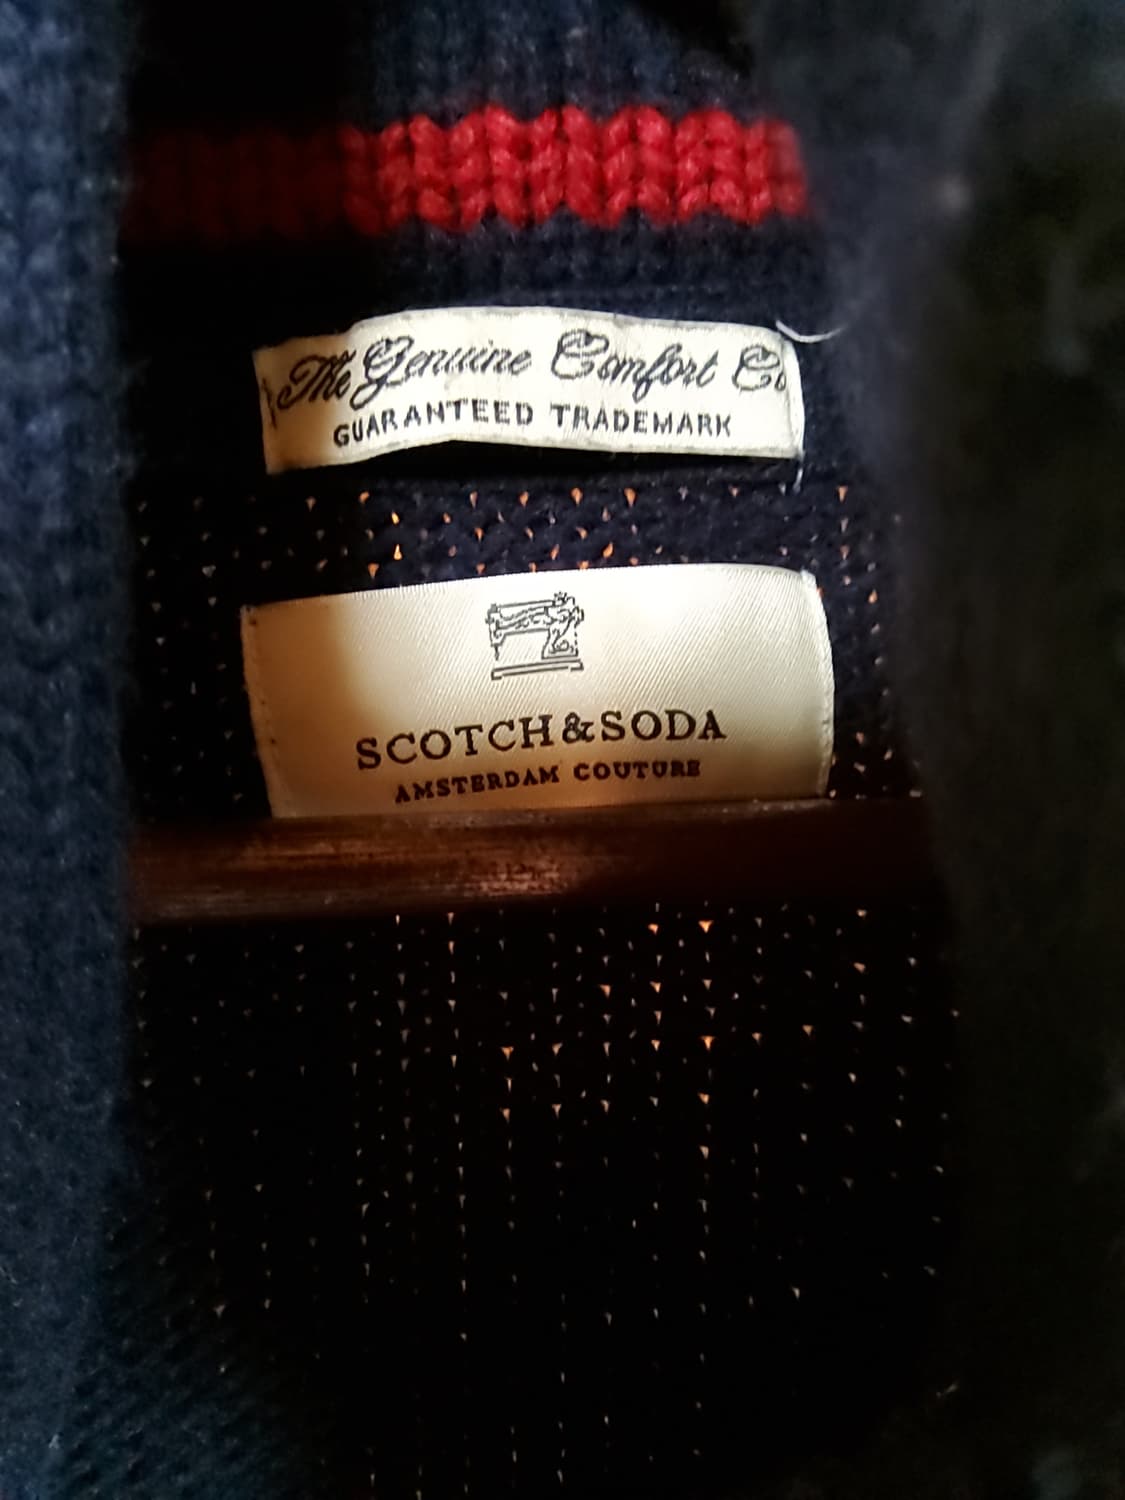 The Genuine Comfort Co
GUARANTEED TRADEMARK
SCOTCH & SODA
AMSTERDAM COUTURE